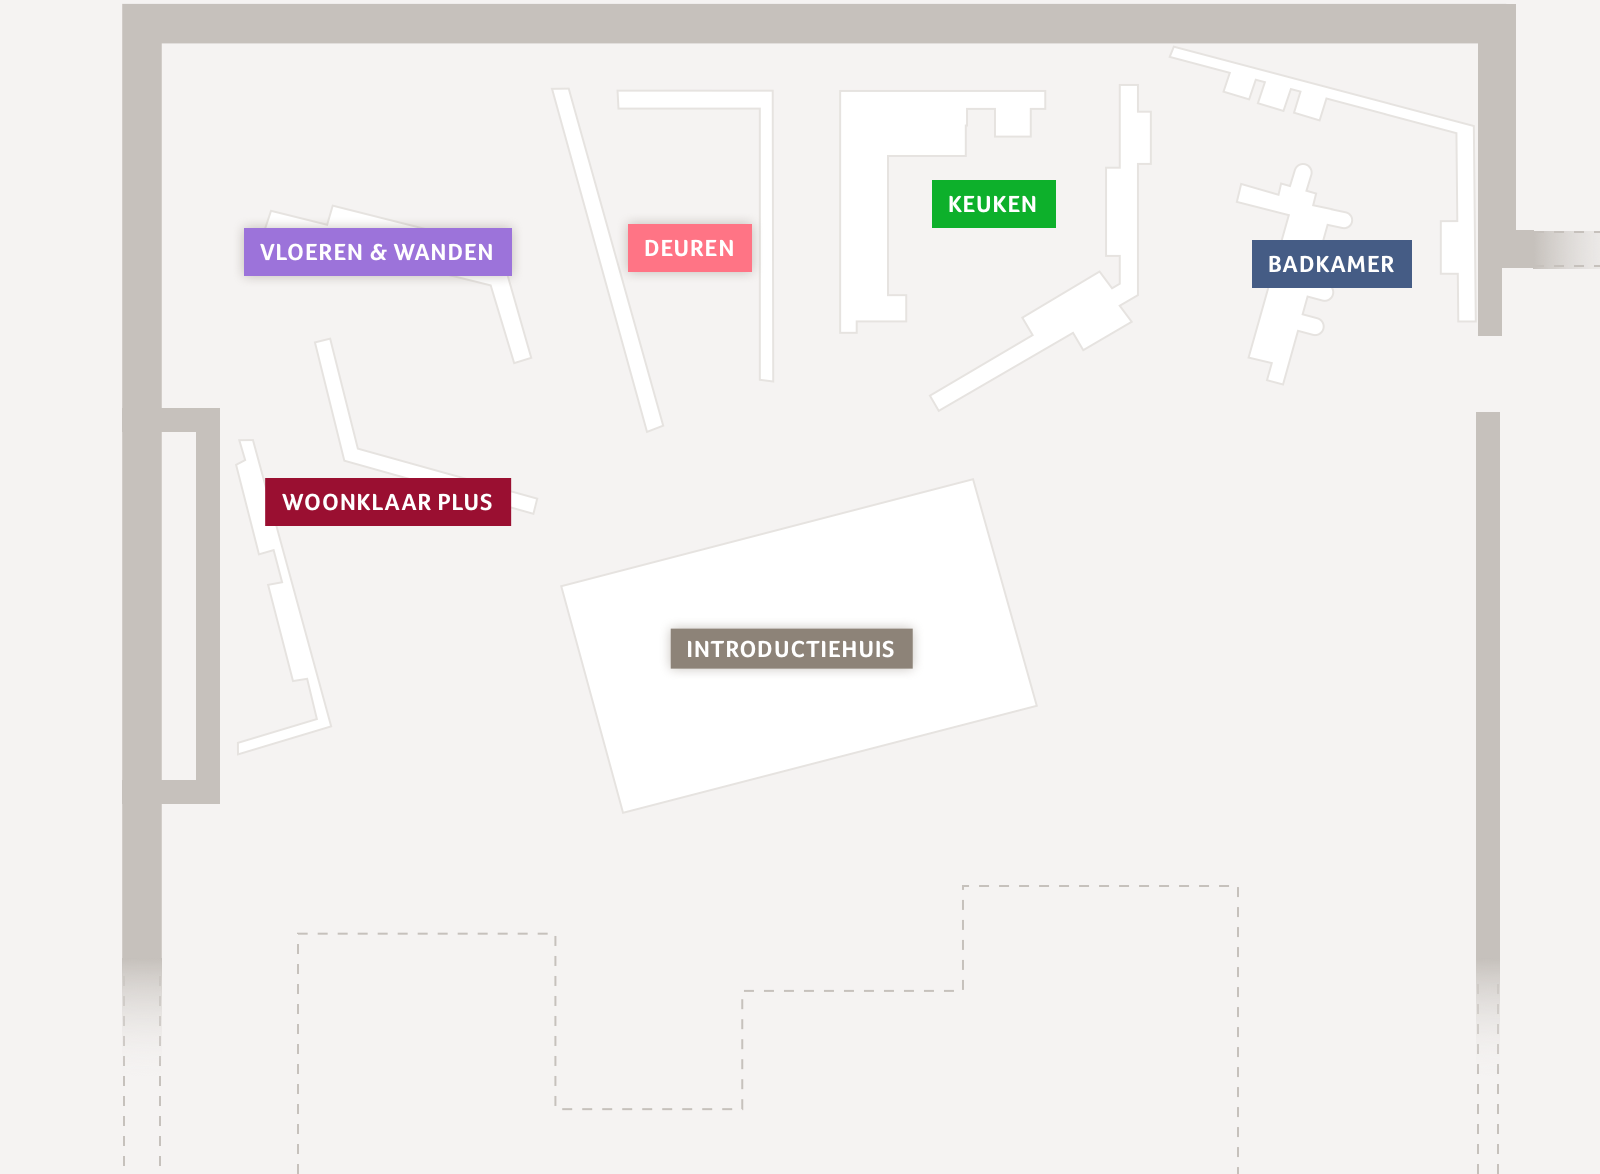 KEUKEN
DEUREN
VLOEREN & WANDEN
BADKAMER
WOONKLAAR PLUS
INTRODUCTIEHUIS